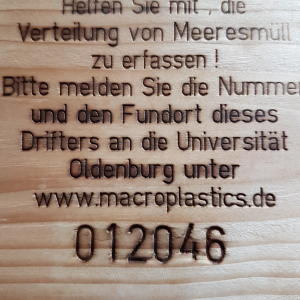 Helfen Sie mit, die
Verteilung von Meeresmüll
zu erfassen !
Bitte melden Sie die Nummer
und den Fundort dieses
Drifters an die Universität
Oldenburg unter
www.macroplastics.de
012046